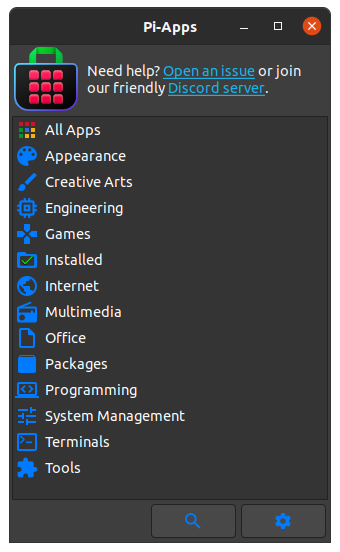 Pi-Apps
Need help? Open an issue or join
our friendly Discord server.
All Apps
Appearance
Creative Arts
Engineering
Games
Installed
Internet
Multimedia
Office
Packages
Programming
System Management
Terminals
Tools